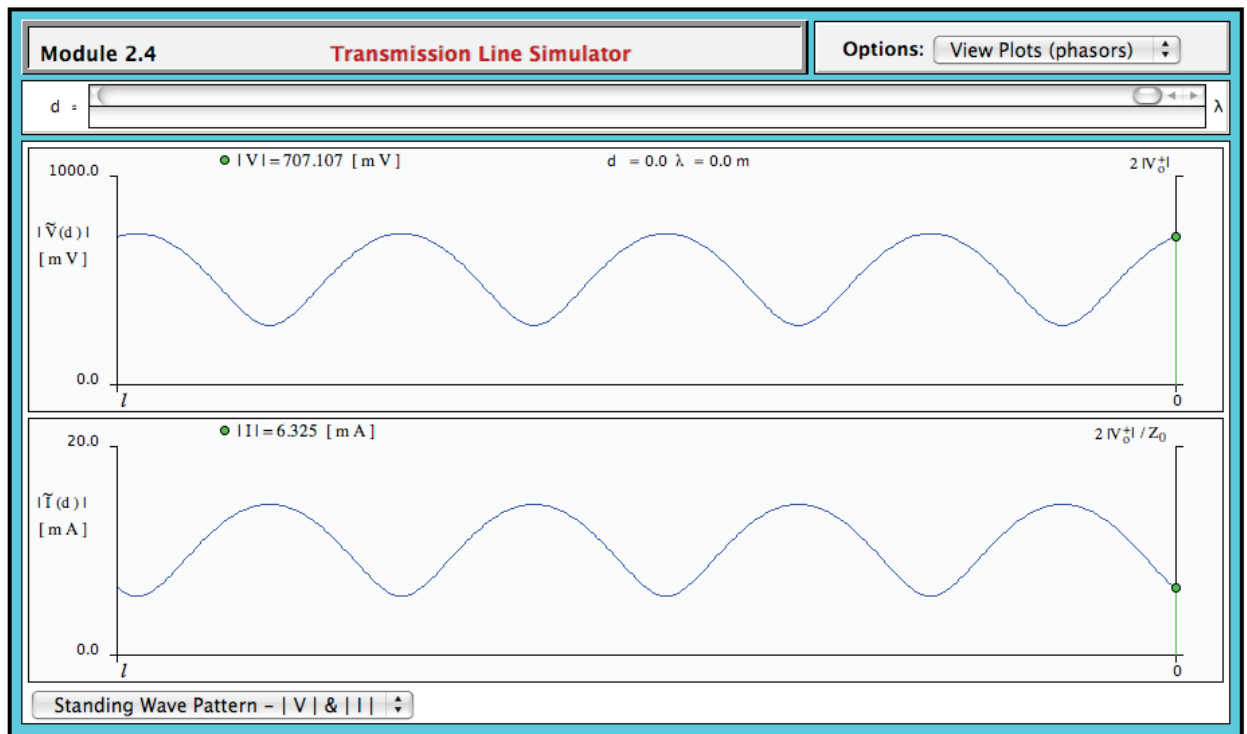 Module 2.4
Transmission Line Simulator
Options: View Plots (phasors)
d = λ
| V | = 707.107 [ m V ]
d = 0.0 λ = 0.0 m
2 |V₀⁺|
1000.0
| Ṽ(d) |
[ m V ]
0.0
l
0
| I | = 6.325 [ m A ]
2 |V₀⁺| / Z₀
20.0
| Ĩ (d) |
[ m A ]
0.0
l
0
Standing Wave Pattern – | V | & | I |